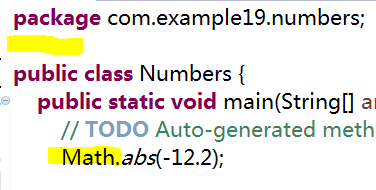 package com.example19.numbers;
public class Numbers {
public static void main(String[] ar
// TODO Auto-generated meth
Math.abs(-12.2);